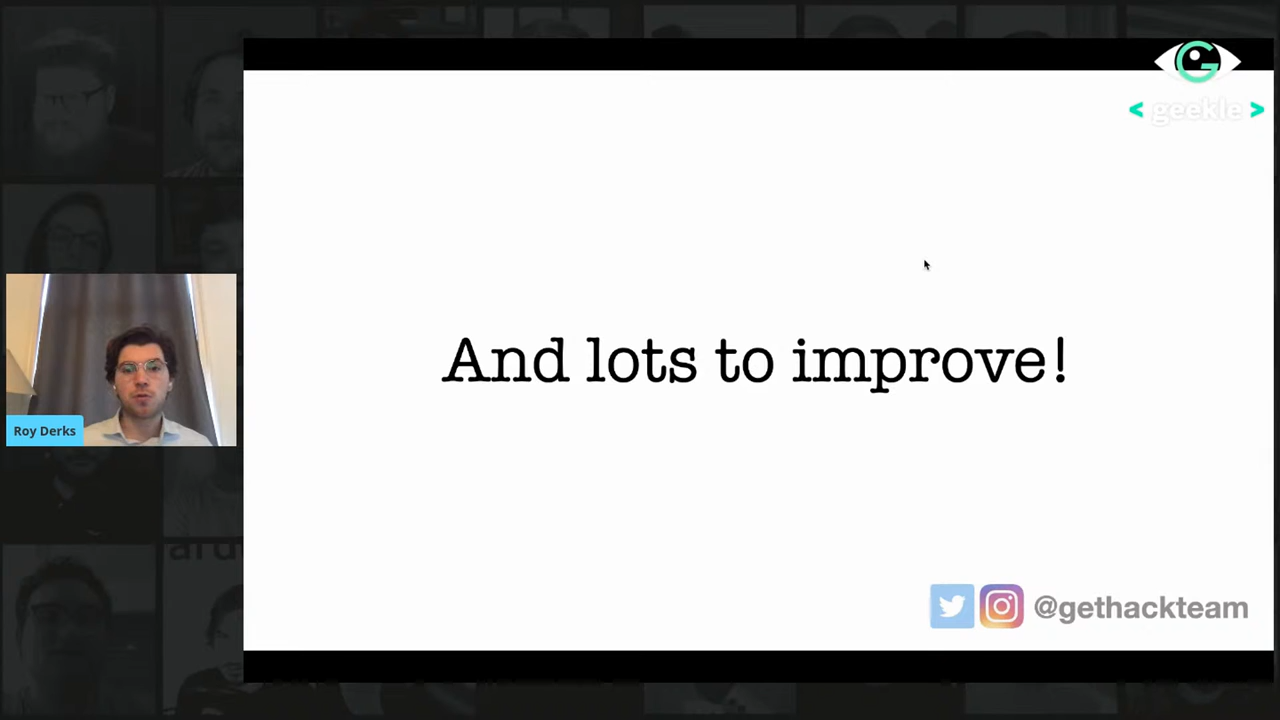 < geekle >
And lots to improve!
Roy Derks
@gethackteam